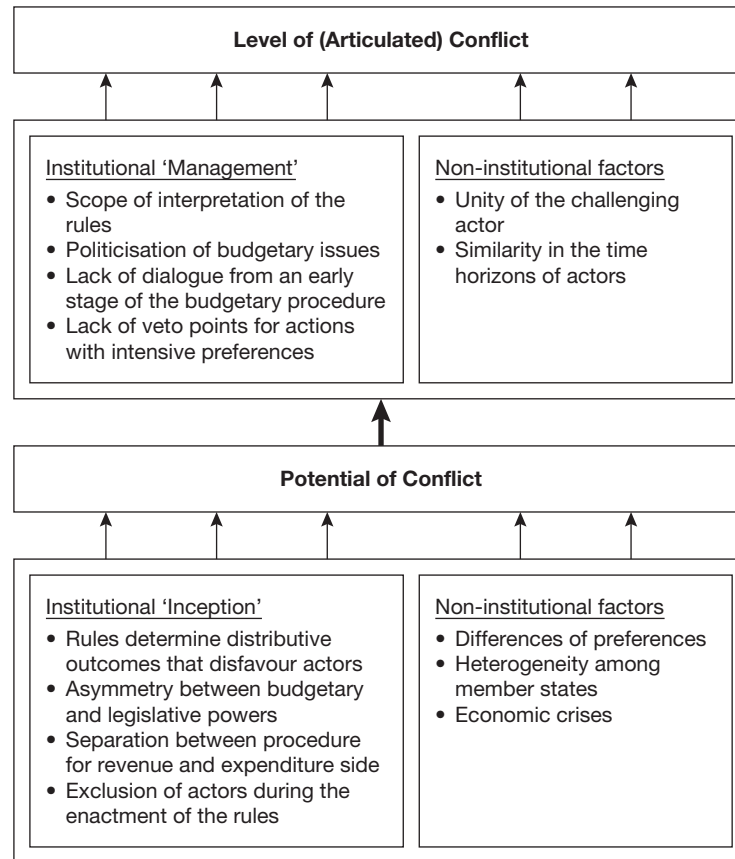 Level of (Articulated) Conflict
Institutional ‘Management’
• Scope of interpretation of the
rules
• Politicisation of budgetary issues
• Lack of dialogue from an early
stage of the budgetary procedure
• Lack of veto points for actions
with intensive preferences
Non-institutional factors
• Unity of the challenging
actor
• Similarity in the time
horizons of actors
Potential of Conflict
Institutional ‘Inception’
• Rules determine distributive
outcomes that disfavour actors
• Asymmetry between budgetary
and legislative powers
• Separation between procedure
for revenue and expenditure side
• Exclusion of actors during the
enactment of the rules
Non-institutional factors
• Differences of preferences
• Heterogeneity among
member states
• Economic crises